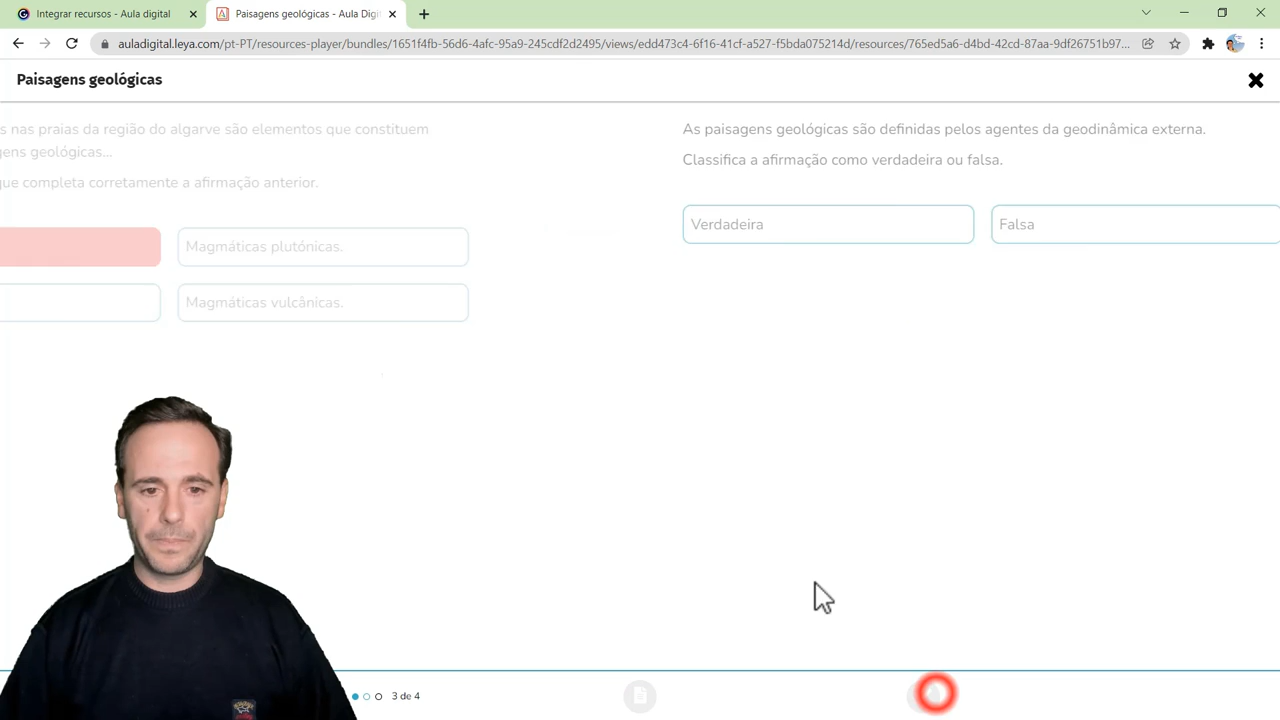 Integrar recursos - Aula digital
Paisagens geológicas - Aula Digi
auladigital.leya.com/pt-PT/resources-player/bundles/1651f4fb-56d6-4afc-95e9-245cdf2d2495/views/edd473c4-6f16-41cf-a527-f5bda075214d/resources/765ed5a6-d4bd-42cd-87aa-9df26751b97...
Paisagens geológicas
s nas praias da região do algarve são elementos que constituem
gens geológicas...
que completa corretamente a afirmação anterior.
Magmáticas plutónicas.
Magmáticas vulcânicas.
As paisagens geológicas são definidas pelos agentes da geodinâmica externa.
Classifica a afirmação como verdadeira ou falsa.
Verdadeira
Falsa
3 de 4